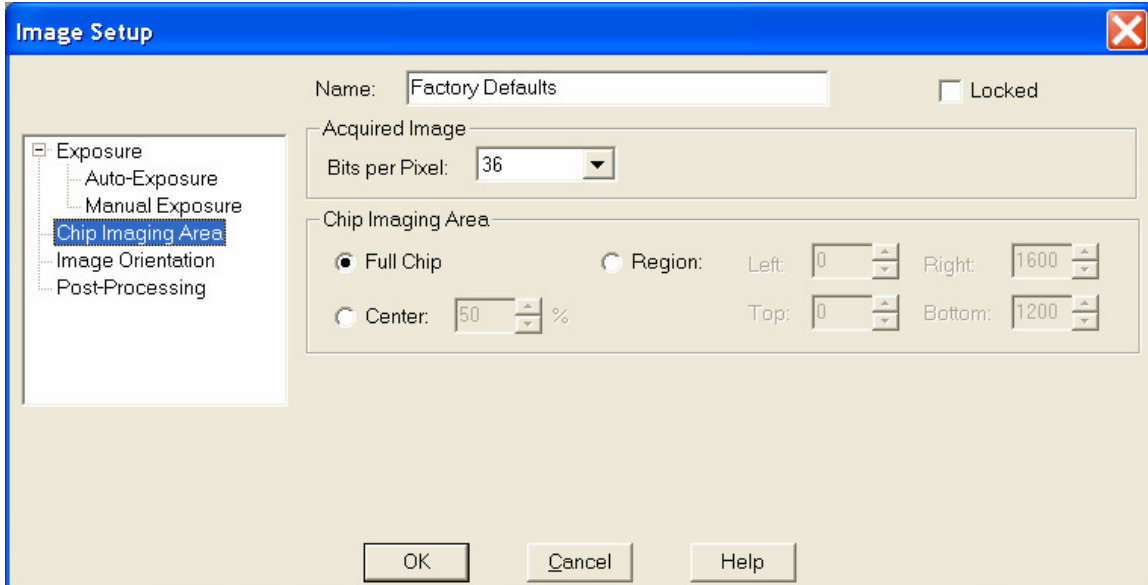 Image Setup
Name: Factory Defaults Locked
Exposure
Auto-Exposure
Manual Exposure
Chip Imaging Area
Image Orientation
Post-Processing
Acquired Image
Bits per Pixel: 36
Chip Imaging Area
Full Chip Region: Left: 0 Right: 1600
Center: 50 % Top: 0 Bottom: 1200
OK Cancel Help